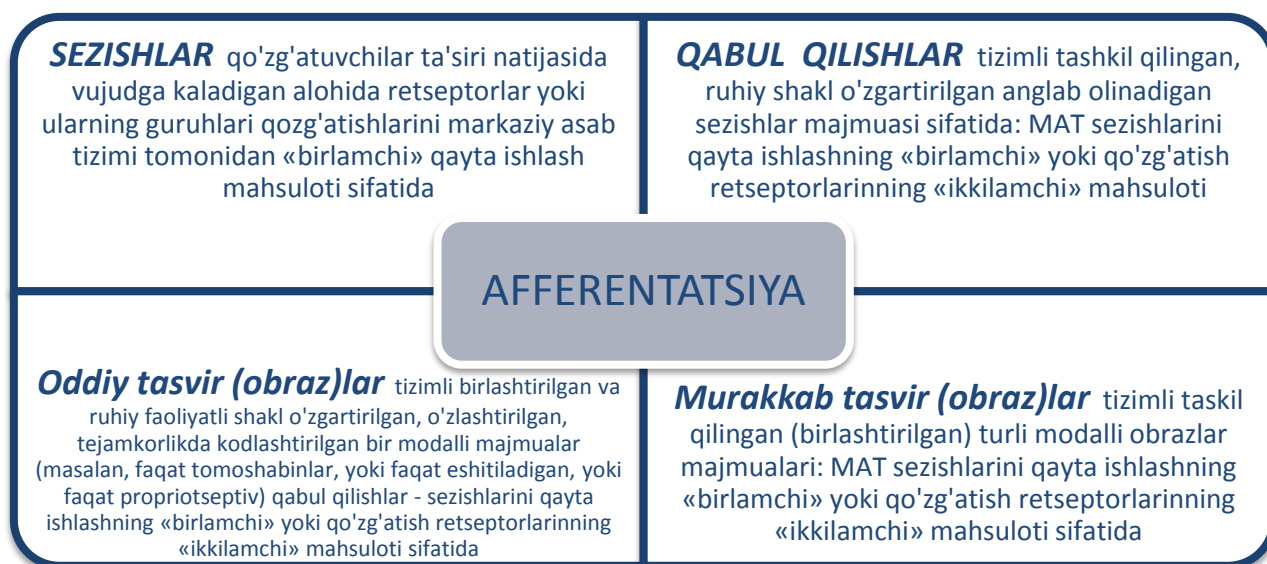 SEZISHLAR qo'zg'atuvchilar ta'siri natijasida
vujudga kaladigan alohida retseptorlar yoki
ularning guruhlari qozg'atishlarini markaziy asab
tizimi tomonidan «birlamchi» qayta ishlash
mahsuloti sifatida
QABUL QILISHLAR tizimli tashkil qilingan,
ruhiy shakl o'zgartirilgan anglab olinadigan
sezishlar majmuasi sifatida: MAT sezishlarini
qayta ishlashning «birlamchi» yoki qo'zg'atish
retseptorlarinning «ikkilamchi» mahsuloti
AFFERENTATSIYA
Oddiy tasvir (obraz)lar tizimli birlashtirilgan va
ruhiy faoliyatli shakl o'zgartirilgan, o'zlashtirilgan,
tejamkorlikda kodlashtirilgan bir modalli majmualar
(masalan, faqat tomoshabinlar, yoki faqat eshitiladigan, yoki
faqat propriotseptiv) qabul qilishlar - sezishlarini qayta
ishlashning «birlamchi» yoki qo'zg'atish retseptorlarinning
«ikkilamchi» mahsuloti sifatida
Murakkab tasvir (obraz)lar tizimli taskil
qilingan (birlashtirilgan) turli modalli obrazlar
majmualari: MAT sezishlarini qayta ishlashning
«birlamchi» yoki qo'zg'atish retseptorlarinning
«ikkilamchi» mahsuloti sifatida